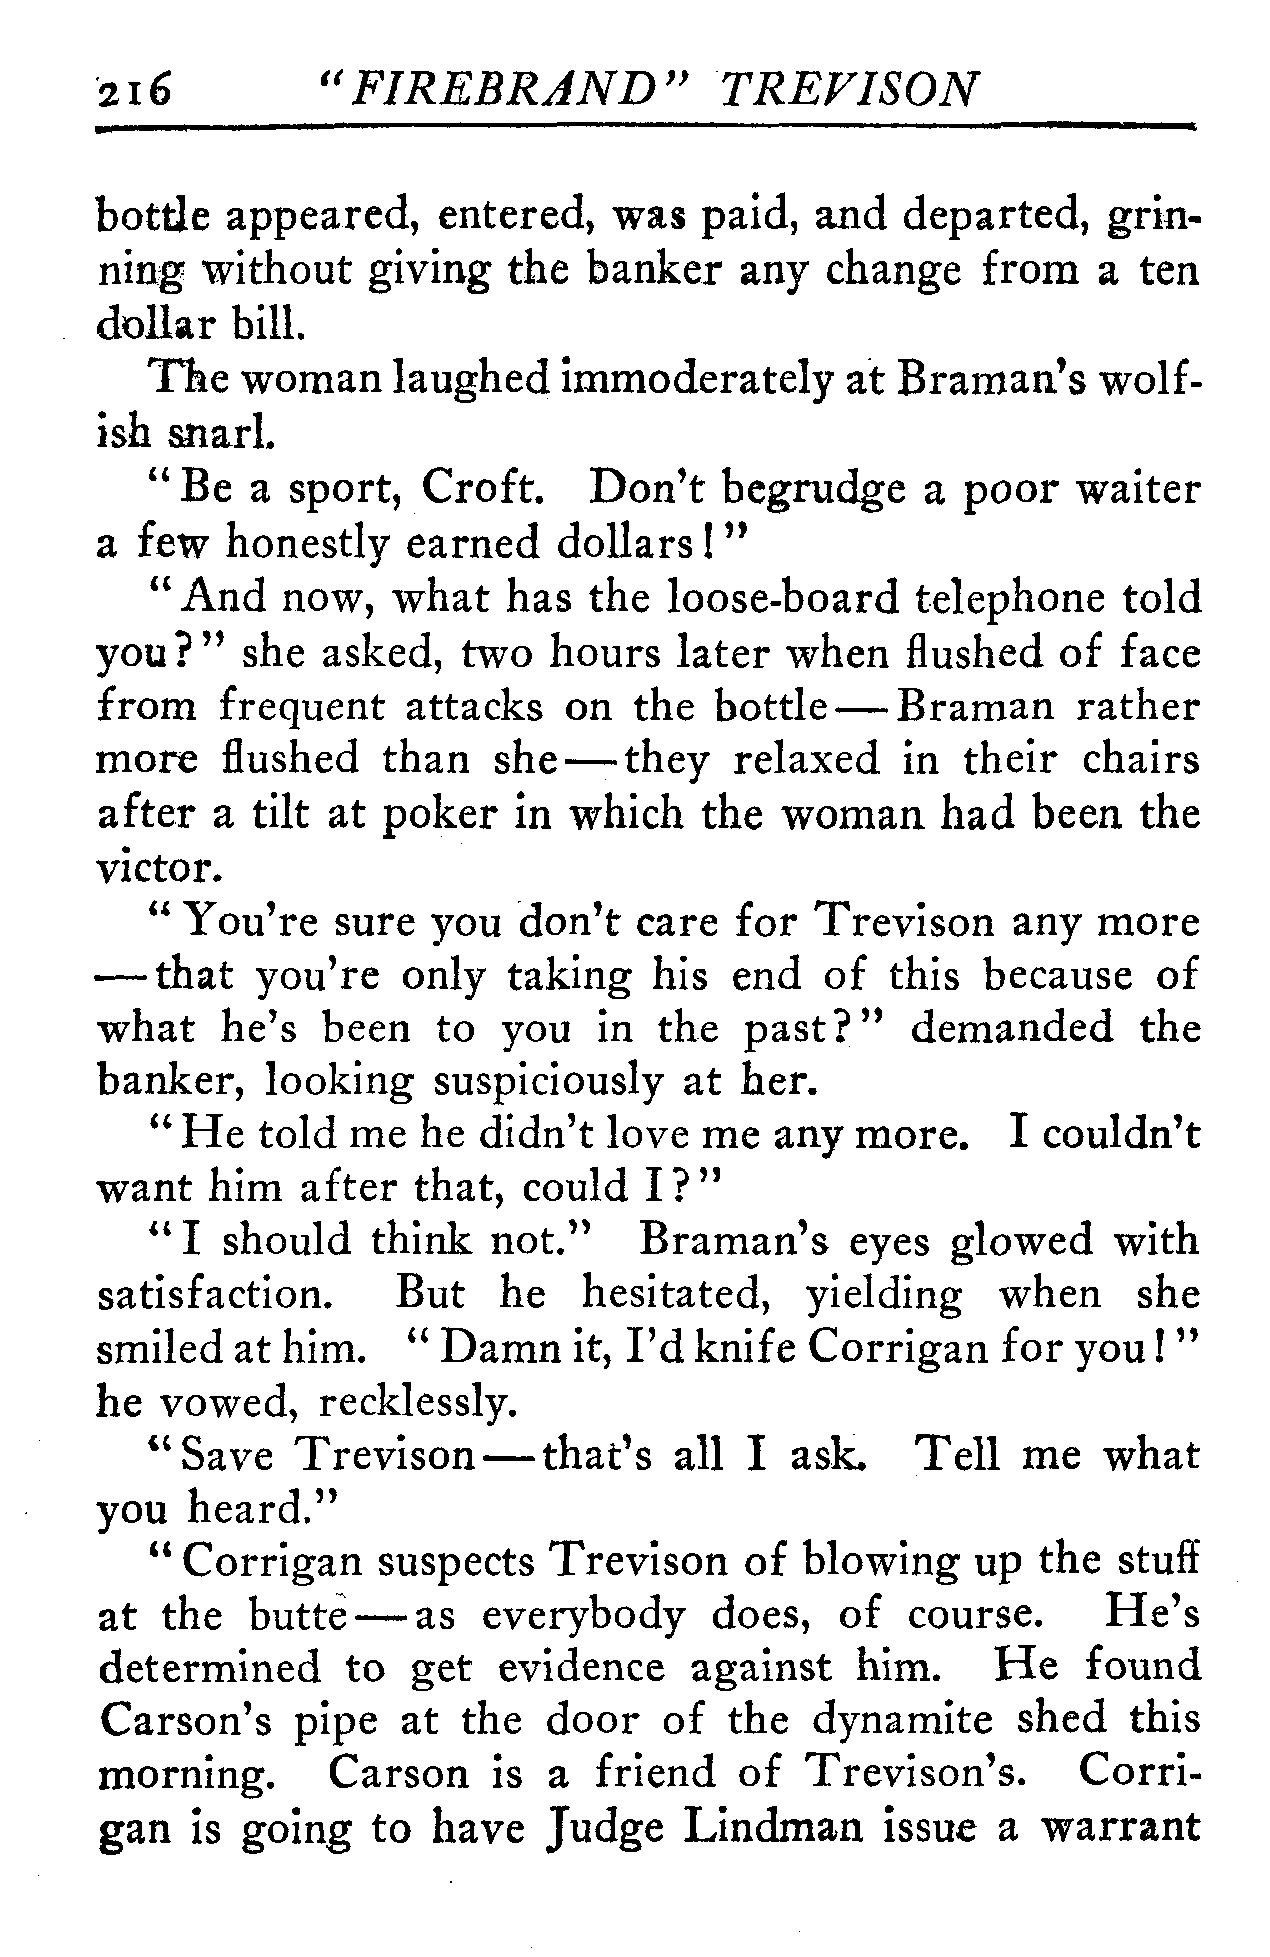 216 "FIREBRAND" TREVISON
bottle appeared, entered, was paid, and departed, grin-
ning without giving the banker any change from a ten
dollar bill.
The woman laughed immoderately at Braman's wolf-
ish snarl.
"Be a sport, Croft. Don't begrudge a poor waiter
a few honestly earned dollars!"
"And now, what has the loose-board telephone told
you?" she asked, two hours later when flushed of face
from frequent attacks on the bottle—Braman rather
more flushed than she—they relaxed in their chairs
after a tilt at poker in which the woman had been the
victor.
"You're sure you don't care for Trevison any more
—that you're only taking his end of this because of
what he's been to you in the past?" demanded the
banker, looking suspiciously at her.
"He told me he didn't love me any more. I couldn't
want him after that, could I?"
"I should think not." Braman's eyes glowed with
satisfaction. But he hesitated, yielding when she
smiled at him. "Damn it, I'd knife Corrigan for you!"
he vowed, recklessly.
"Save Trevison—that's all I ask. Tell me what
you heard."
"Corrigan suspects Trevison of blowing up the stuff
at the butte—as everybody does, of course. He's
determined to get evidence against him. He found
Carson's pipe at the door of the dynamite shed this
morning. Carson is a friend of Trevison's. Corri-
gan is going to have Judge Lindman issue a warrant